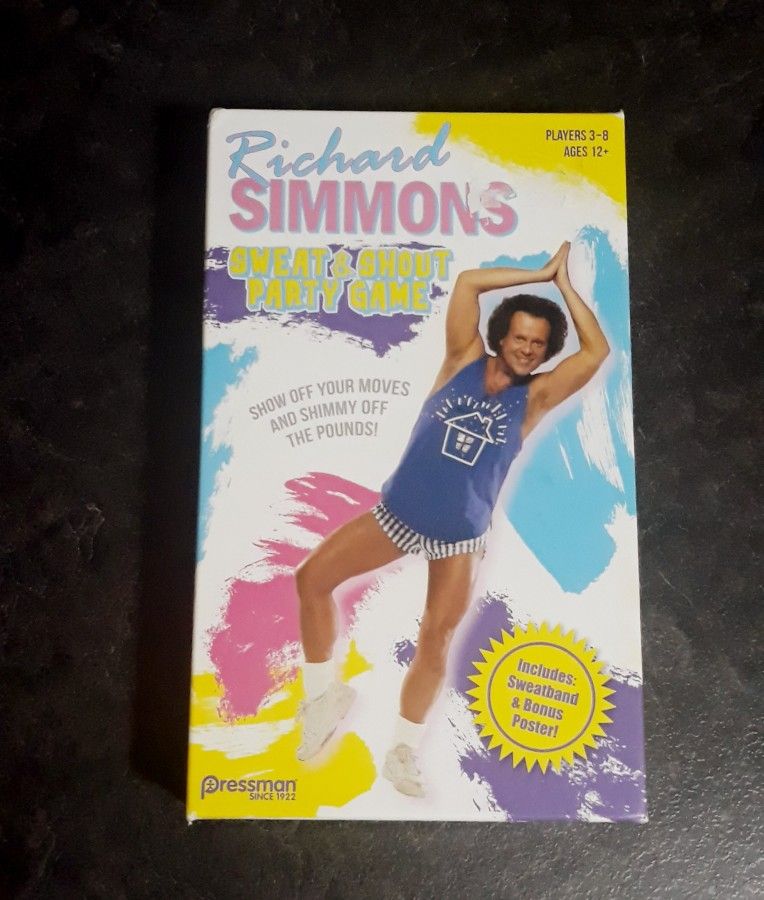 Richard
SIMMONS
SWEAT & SHOUT
PARTY GAME
PLAYERS 3-8
AGES 12+
SHOW OFF YOUR MOVES
AND SHIMMY OFF
THE POUNDS!
Includes:
Sweatband
& Bonus
Poster!
pressman
SINCE 1922